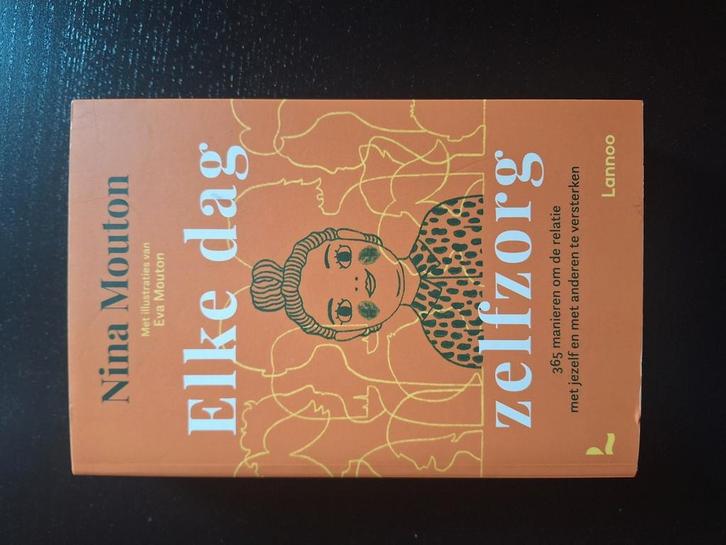 Nina Mouton
Met illustraties van
Eva Mouton
Elke dag
zelfzorg
365 manieren om de relatie
met jezelf en met anderen te versterken
Lannoo